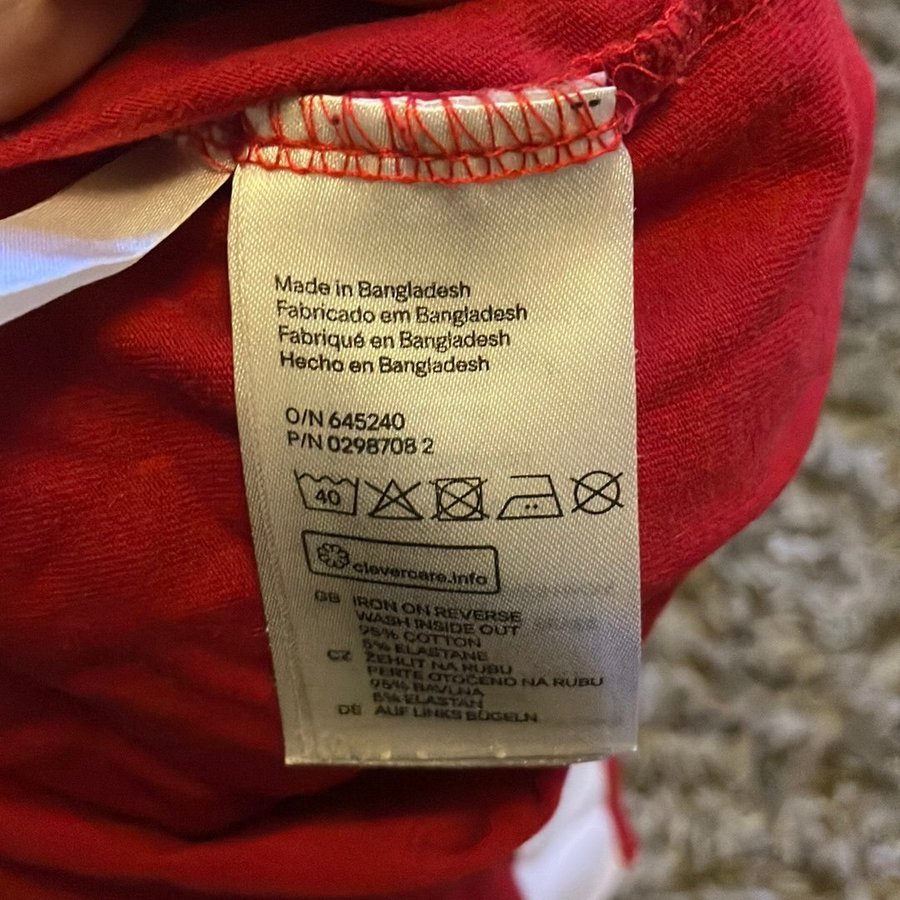 Made in Bangladesh
Fabricado em Bangladesh
Fabriqué en Bangladesh
Hecho en Bangladesh
O/N 645240
P/N 0298708 2
40
clevercare.info
GB IRON ON REVERSE
WASH INSIDE OUT
95% COTTON
5% ELASTANE
CZ ŽEHLIT NA RUBU
PERTE OTOČENO NA RUBU
95% BAVLNA
5% ELASTAN
DE AUF LINKS BÜGELN